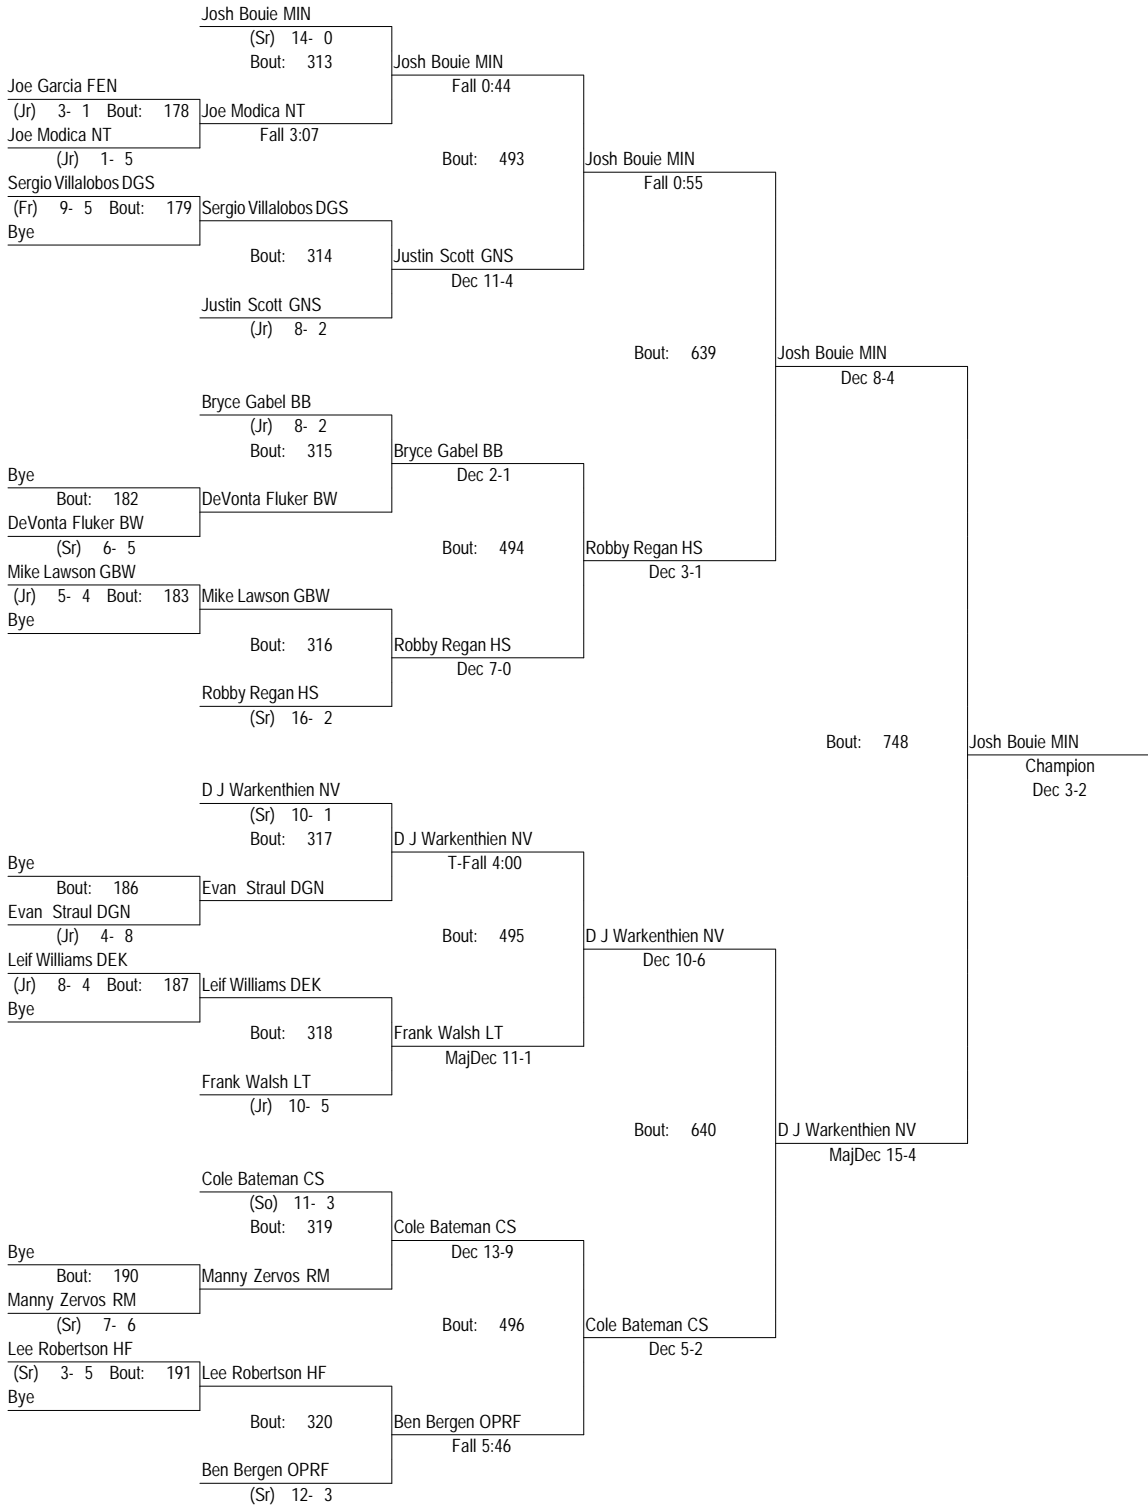 Josh Bouie MIN
(Sr) 14- 0
Bout: 313
Josh Bouie MIN
Fall 0:44
Joe Garcia FEN
(Jr) 3- 1 Bout: 178
Joe Modica NT
Fall 3:07
Joe Modica NT
(Jr) 1- 5
Bout: 493
Josh Bouie MIN
Fall 0:55
Sergio Villalobos DGS
(Fr) 9- 5 Bout: 179
Sergio Villalobos DGS
Bye
Bout: 314
Justin Scott GNS
Dec 11-4
Justin Scott GNS
(Jr) 8- 2
Bout: 639
Josh Bouie MIN
Dec 8-4
Bryce Gabel BB
(Jr) 8- 2
Bout: 315
Bryce Gabel BB
Dec 2-1
Bye
Bout: 182
DeVonta Fluker BW
DeVonta Fluker BW
(Sr) 6- 5
Bout: 494
Robby Regan HS
Dec 3-1
Mike Lawson GBW
(Jr) 5- 4 Bout: 183
Mike Lawson GBW
Bye
Bout: 316
Robby Regan HS
Dec 7-0
Robby Regan HS
(Sr) 16- 2
Bout: 748
Josh Bouie MIN
Champion
Dec 3-2
D J Warkenthien NV
(Sr) 10- 1
Bout: 317
D J Warkenthien NV
T-Fall 4:00
Bye
Bout: 186
Evan Straul DGN
Evan Straul DGN
(Jr) 4- 8
Bout: 495
D J Warkenthien NV
Dec 10-6
Leif Williams DEK
(Jr) 8- 4 Bout: 187
Leif Williams DEK
Bye
Bout: 318
Frank Walsh LT
MajDec 11-1
Frank Walsh LT
(Jr) 10- 5
Bout: 640
D J Warkenthien NV
MajDec 15-4
Cole Bateman CS
(So) 11- 3
Bout: 319
Cole Bateman CS
Dec 13-9
Bye
Bout: 190
Manny Zervos RM
Manny Zervos RM
(Sr) 7- 6
Bout: 496
Cole Bateman CS
Dec 5-2
Lee Robertson HF
(Sr) 3- 5 Bout: 191
Lee Robertson HF
Bye
Bout: 320
Ben Bergen OPRF
Fall 5:46
Ben Bergen OPRF
(Sr) 12- 3